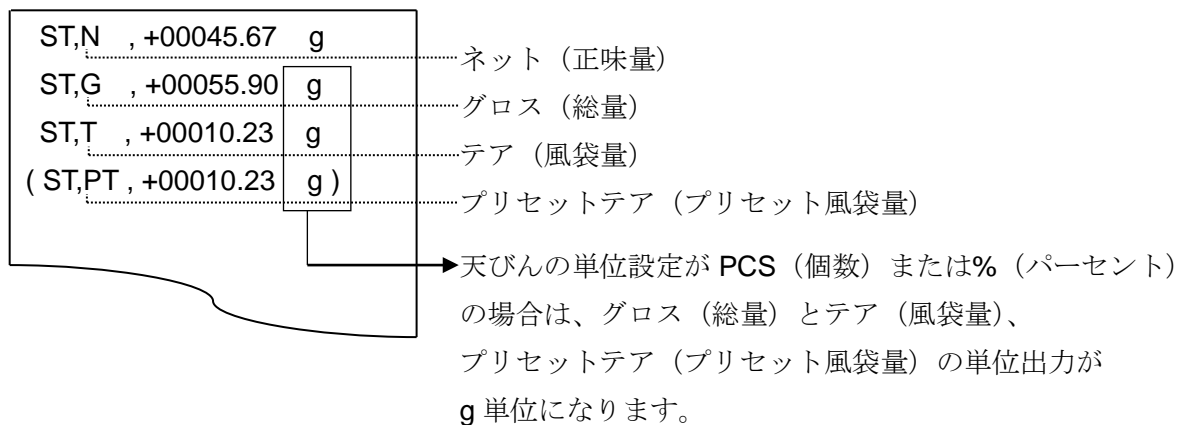 ST,N , +00045.67 g
ネット（正味量）
ST,G , +00055.90 g
グロス（総量）
ST,T , +00010.23 g
テア（風袋量）
( ST,PT , +00010.23 g )
プリセットテア（プリセット風袋量）
天びんの単位設定が PCS（個数）または%（パーセント）
の場合は、グロス（総量）とテア（風袋量）、
プリセットテア（プリセット風袋量）の単位出力が
g 単位になります。